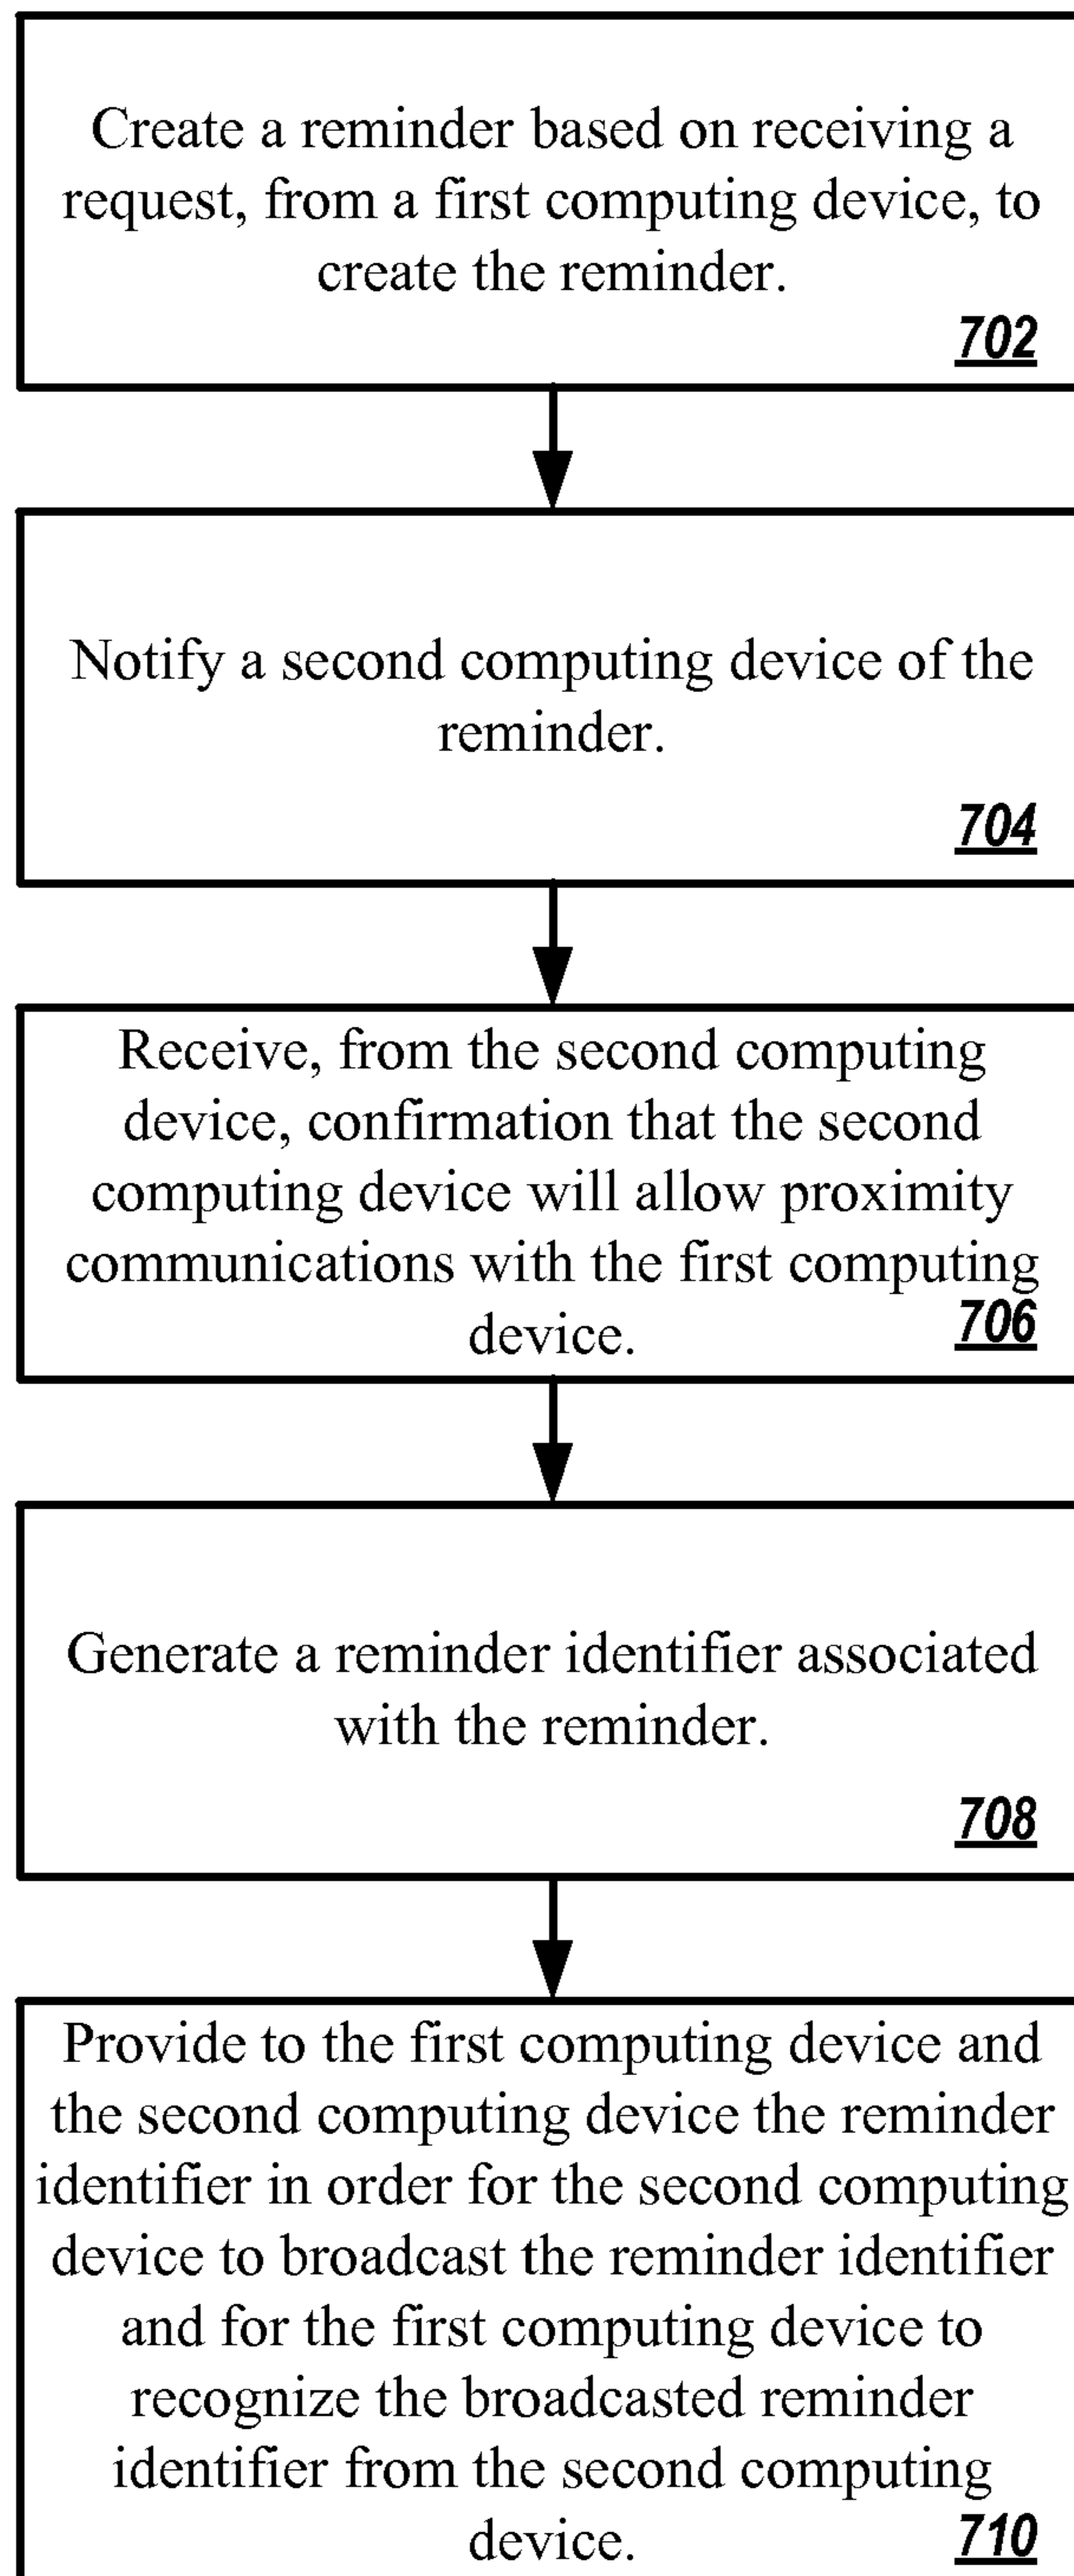 Create a reminder based on receiving a
request, from a first computing device, to
create the reminder.
702
Notify a second computing device of the
reminder.
704
Receive, from the second computing
device, confirmation that the second
computing device will allow proximity
communications with the first computing
device.
706
Generate a reminder identifier associated
with the reminder.
708
Provide to the first computing device and
the second computing device the reminder
identifier in order for the second computing
device to broadcast the reminder identifier
and for the first computing device to
recognize the broadcasted reminder
identifier from the second computing
device.
710